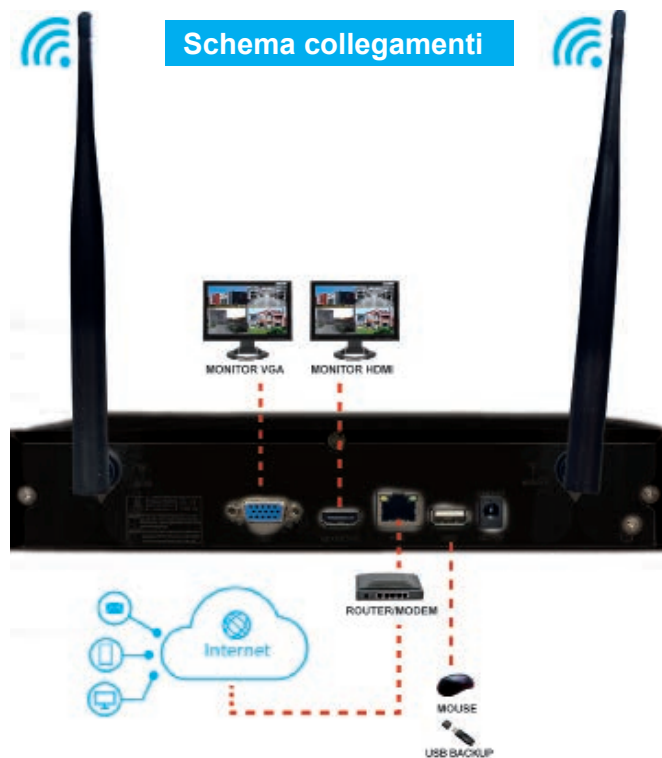 Schema collegamenti
MONITOR VGA
MONITOR HDMI
ROUTER/MODEM
Internet
MOUSE
USB BACKUP